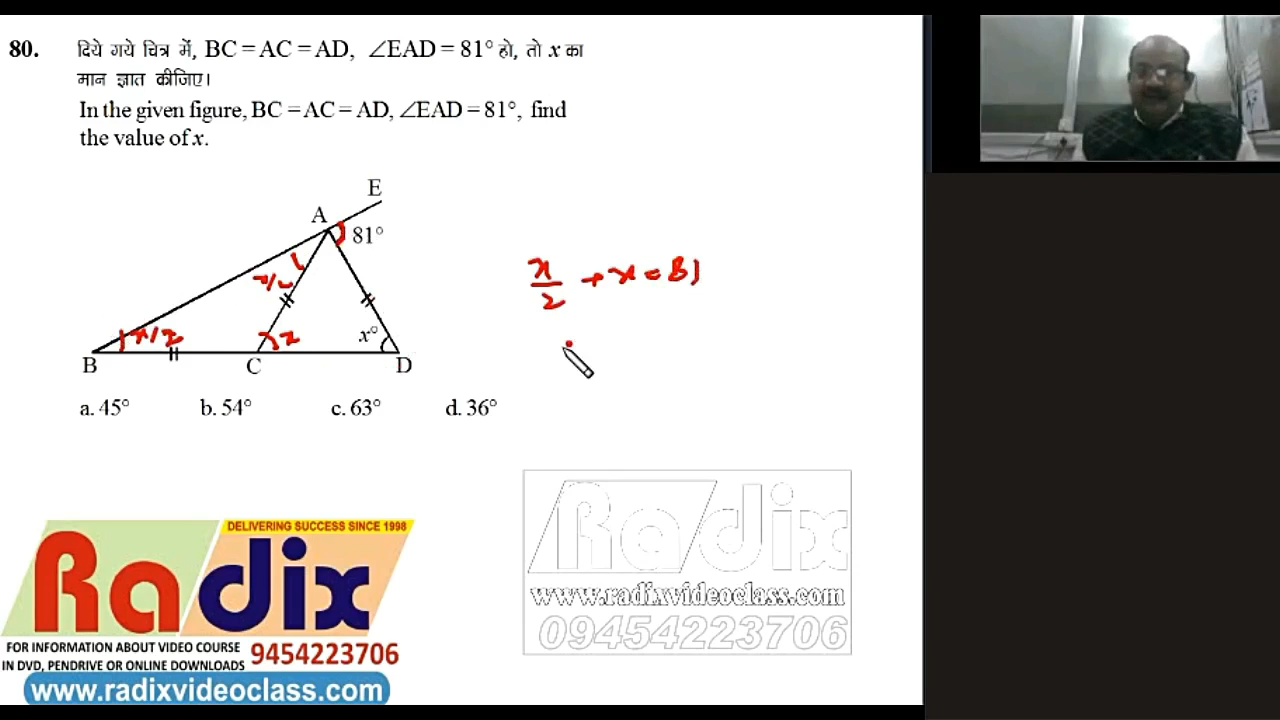 80. दिये गये चित्र में, BC = AC = AD, ∠EAD = 81° हो, तो x का
मान ज्ञात कीजिए।
In the given figure, BC = AC = AD, ∠EAD = 81°, find
the value of x.
E
A
81°
x/2
x/2
x
x°
B
C
D
x/2 + x = 81
a. 45° b. 54° c. 63° d. 36°
DELIVERING SUCCESS SINCE 1998
Radix
FOR INFORMATION ABOUT VIDEO COURSE
IN DVD, PENDRIVE OR ONLINE DOWNLOADS 9454223706
www.radixvideoclass.com
Radix
www.radixvideoclass.com
09454223706